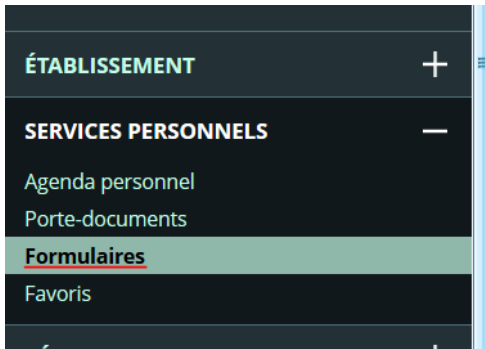 ÉTABLISSEMENT
SERVICES PERSONNELS
Agenda personnel
Porte-documents
Formulaires
Favoris